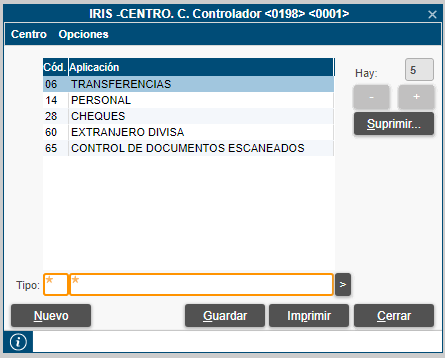 IRIS -CENTRO. C. Controlador <0198> <0001>
Centro Opciones
Cód. Aplicación
06 TRANSFERENCIAS
14 PERSONAL
28 CHEQUES
60 EXTRANJERO DIVISA
65 CONTROL DE DOCUMENTOS ESCANEADOS
Hay: 5
- +
Suprimir...
Tipo: * * >
Nuevo Guardar Imprimir Cerrar